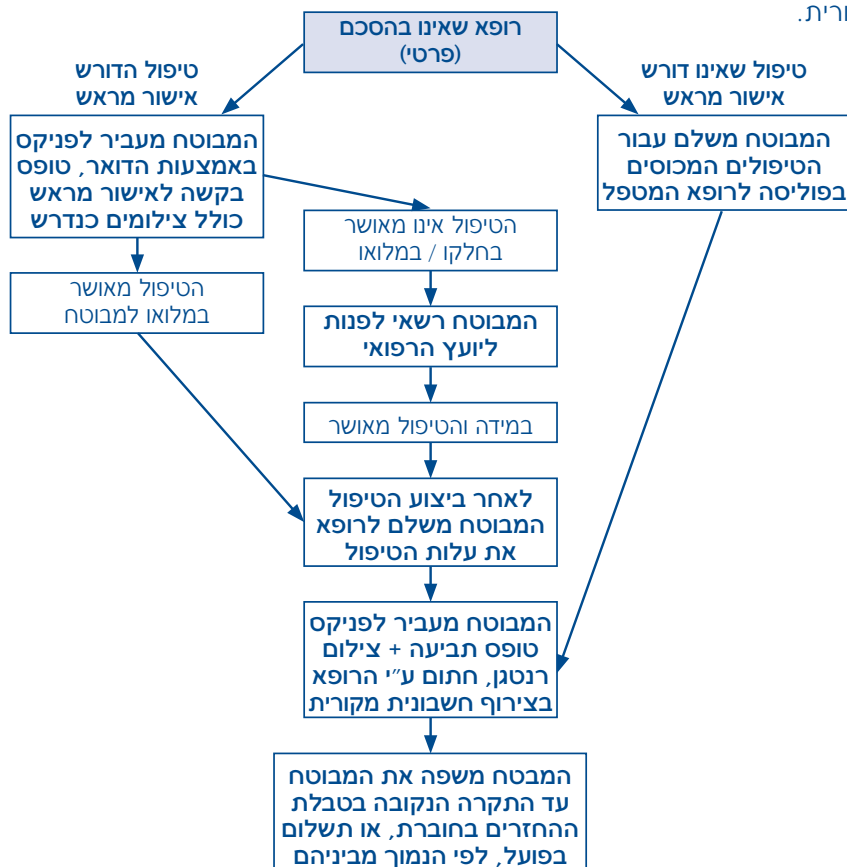 ורית.
רופא שאינו בהסכם
(פרטי)
טיפול שאינו דורש
אישור מראש
המבוטח משלם עבור
הטיפולים המכוסים
בפוליסה לרופא המטפל
טיפול הדורש
אישור מראש
המבוטח מעביר לפניקס
באמצעות הדואר, טופס
בקשה לאישור מראש
כולל צילומים כנדרש
הטיפול אינו מאושר
בחלקו / במלואו
הטיפול מאושר
במלואו למבוטח
המבוטח רשאי לפנות
ליועץ הרפואי
במידה והטיפול מאושר
לאחר ביצוע הטיפול
המבוטח משלם לרופא
את עלות הטיפול
המבוטח מעביר לפניקס
טופס תביעה + צילום
רנטגן, חתום ע״י הרופא
בצירוף חשבונית מקורית
המבטח משפה את המבוטח
עד התקרה הנקובה בטבלת
ההחזרים בחוברת, או תשלום
בפועל, לפי הנמוך מביניהם